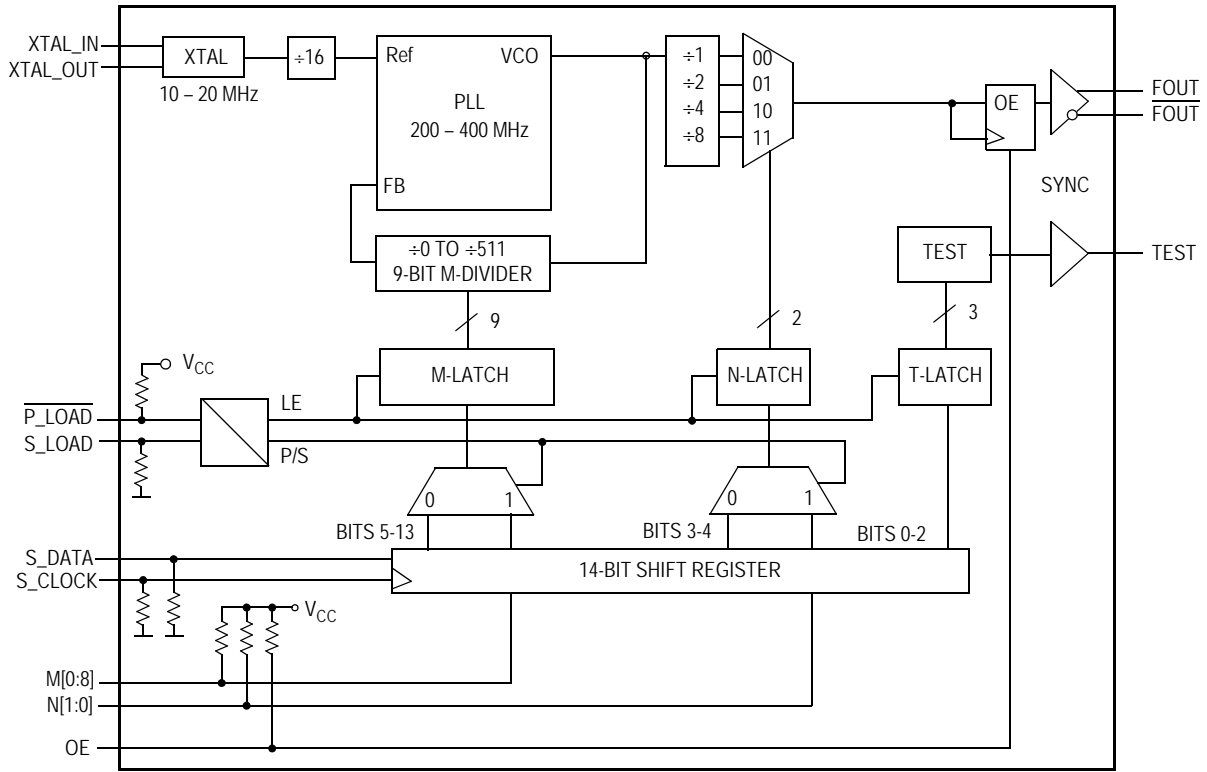 XTAL_IN
XTAL_OUT
XTAL
10 – 20 MHz
÷16
Ref
VCO
PLL
200 – 400 MHz
FB
÷1
÷2
÷4
÷8
00
01
10
11
OE
FOUT
FOUT
SYNC
÷0 TO ÷511
9-BIT M-DIVIDER
TEST
TEST
9
2
3
VCC
M-LATCH
N-LATCH
T-LATCH
P_LOAD
S_LOAD
LE
P/S
0
1
0
1
BITS 5-13
BITS 3-4
BITS 0-2
S_DATA
S_CLOCK
14-BIT SHIFT REGISTER
VCC
M[0:8]
N[1:0]
OE